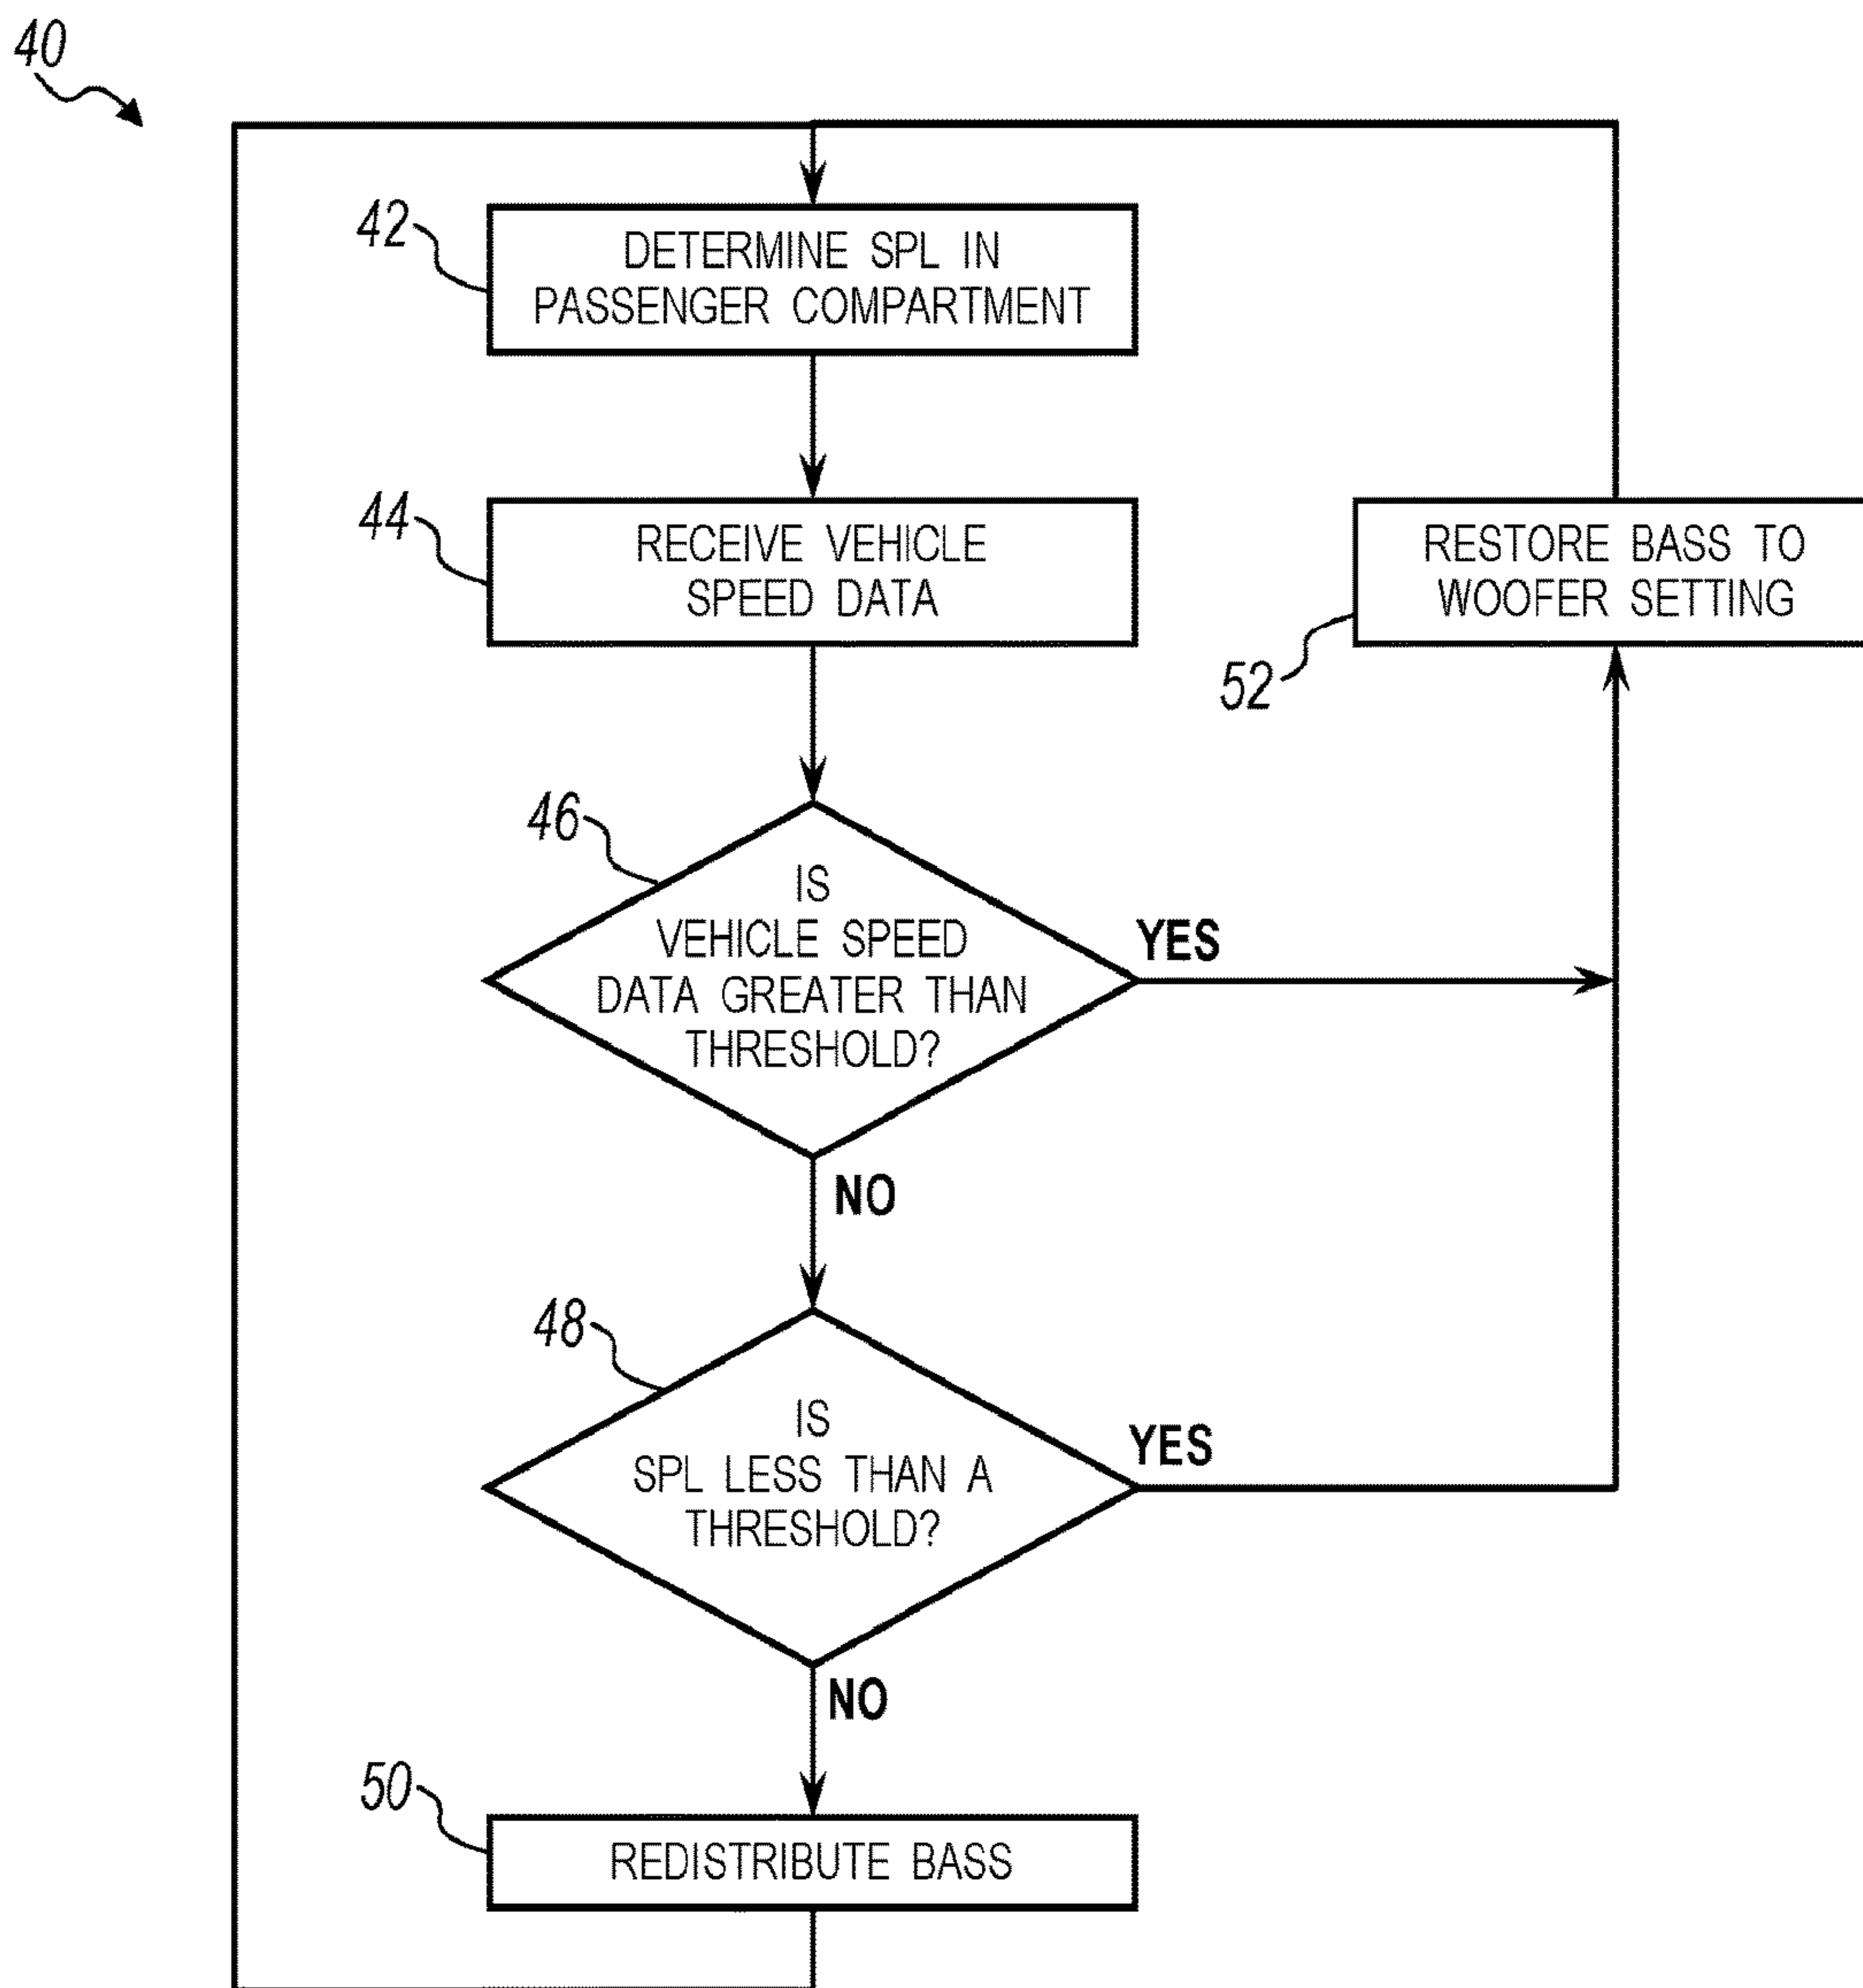 40
42
DETERMINE SPL IN
PASSENGER COMPARTMENT
44
RECEIVE VEHICLE
SPEED DATA
RESTORE BASS TO
WOOFER SETTING
52
46
IS
VEHICLE SPEED
DATA GREATER THAN
THRESHOLD?
YES
NO
48
IS
SPL LESS THAN A
THRESHOLD?
YES
NO
50
REDISTRIBUTE BASS